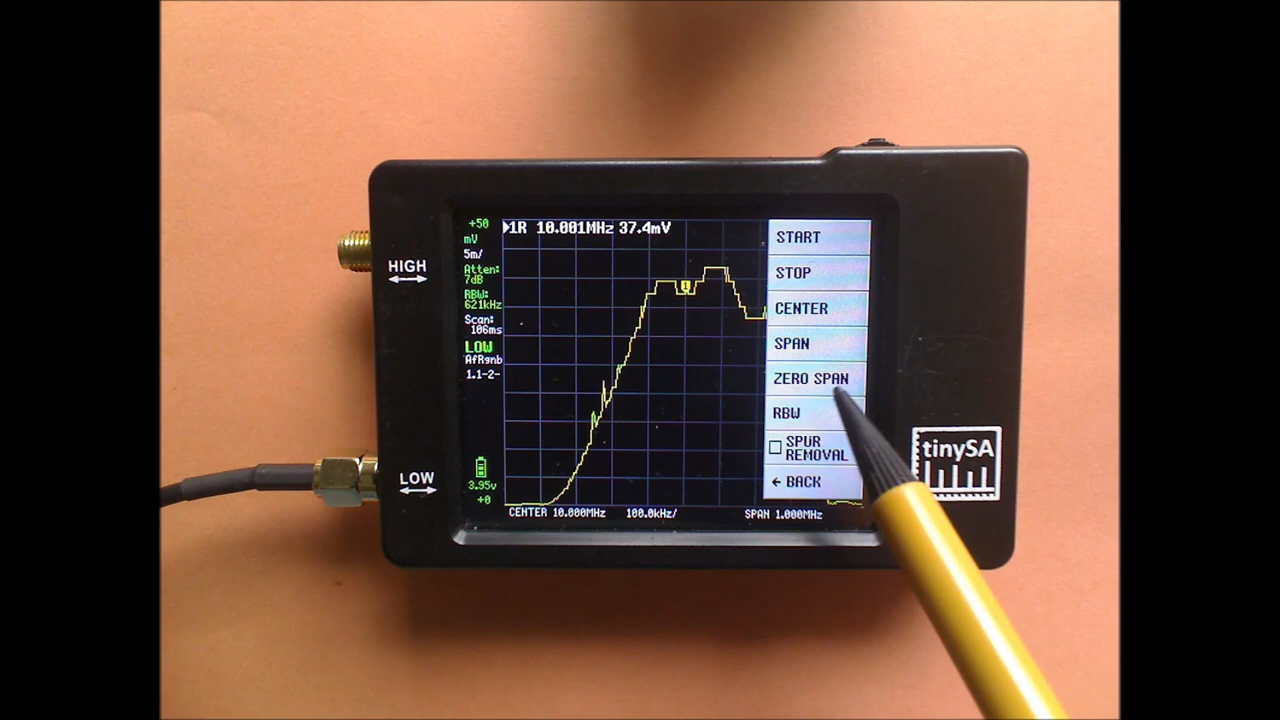 +50
mV
5m/
Atten:
7dB
RBW:
621kHz
Scan:
106ms
LOW
AfRgnb
1.1-2-
3.95v
+0
1R 10.001MHz 37.4mV
1
CENTER 10.000MHz 100.0kHz/ SPAN 1.000MHz
START
STOP
CENTER
SPAN
ZERO SPAN
RBW
SPUR
REMOVAL
← BACK
HIGH
LOW
tinySA